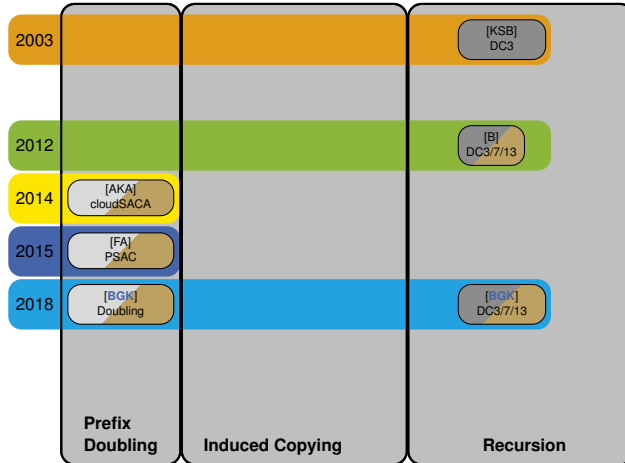 2003
[KSB]
DC3
2012
[B]
DC3/7/13
2014
[AKA]
cloudSACA
2015
[FA]
PSAC
2018
[BGK]
Doubling
[BGK]
DC3/7/13
Prefix
Doubling
Induced Copying
Recursion